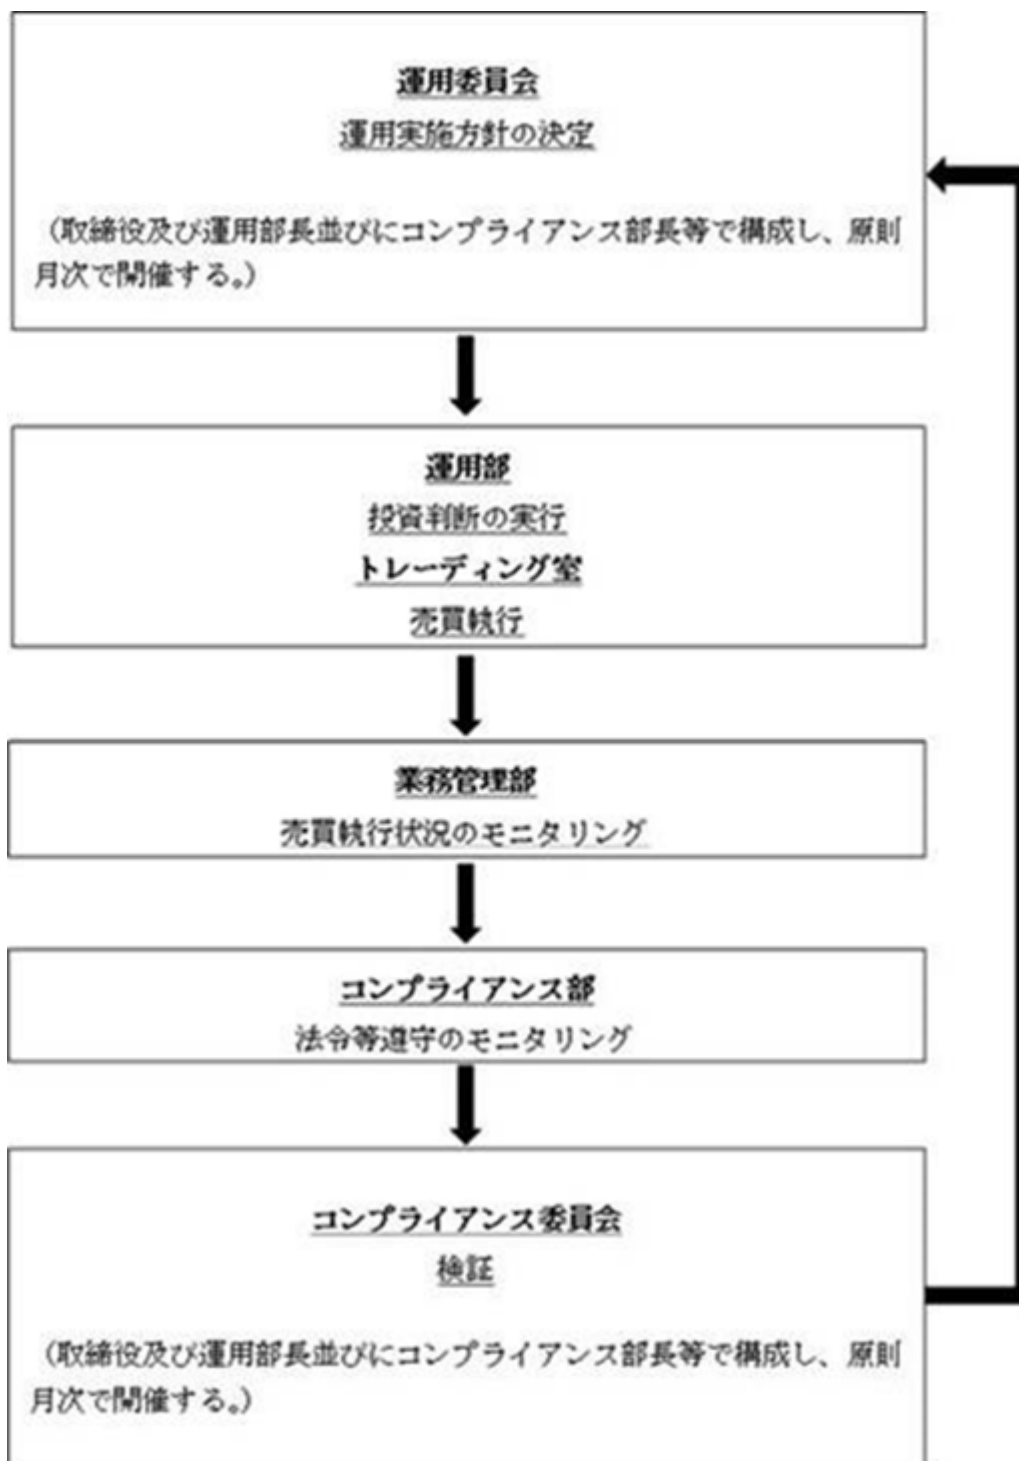 運用委員会
運用実施方針の決定
（取締役及び運用部長並びにコンプライアンス部長等で構成し、原則
月次で開催する。）
運用部
投資判断の実行
トレーディング室
売買執行
業務管理部
売買執行状況のモニタリング
コンプライアンス部
法令等遵守のモニタリング
コンプライアンス委員会
検証
（取締役及び運用部長並びにコンプライアンス部長等で構成し、原則
月次で開催する。）